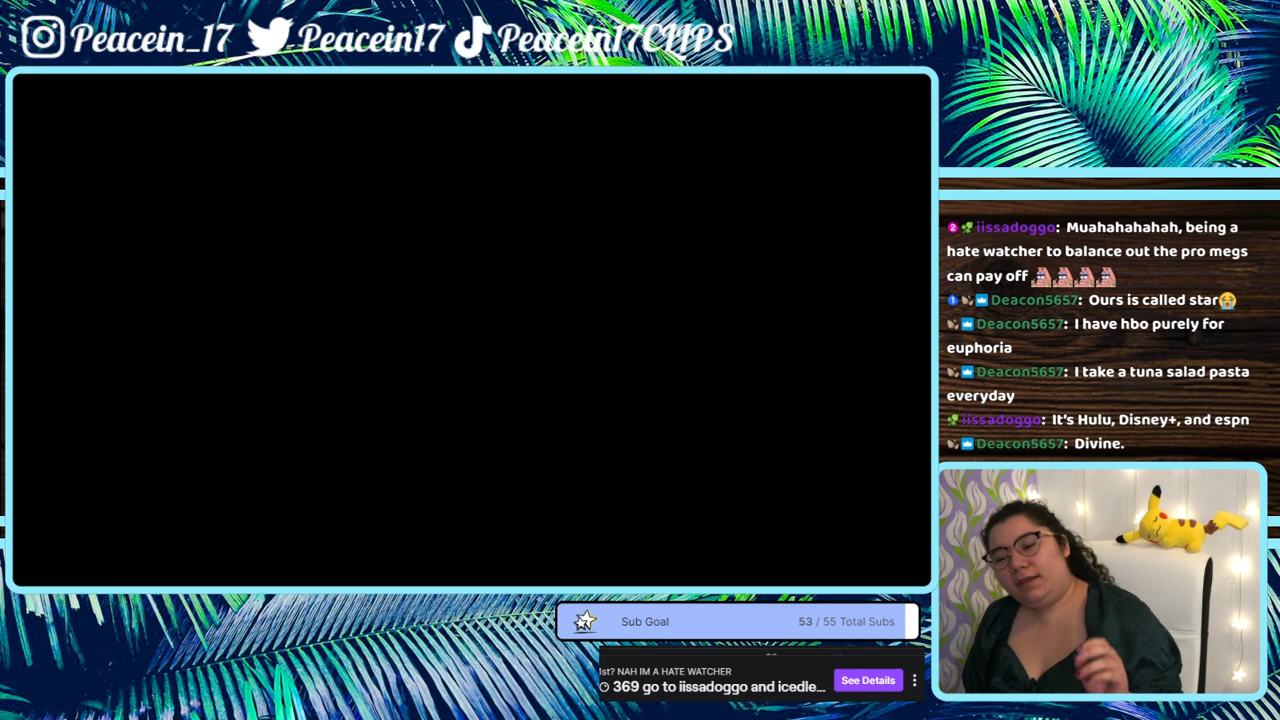 Peacein_17 Peacein17 Peacein17ClIPS
iissadoggo: Muahahahahah, being a
hate watcher to balance out the pro megs
can pay off
Deacon5657: Ours is called star😭
Deacon5657: I have hbo purely for
euphoria
Deacon5657: I take a tuna salad pasta
everyday
iissadoggo: It's Hulu, Disney+, and espn
Deacon5657: Divine.
Sub Goal 53 / 55 Total Subs
lst? NAH IM A HATE WATCHER
369 go to iissadoggo and icedle...
See Details